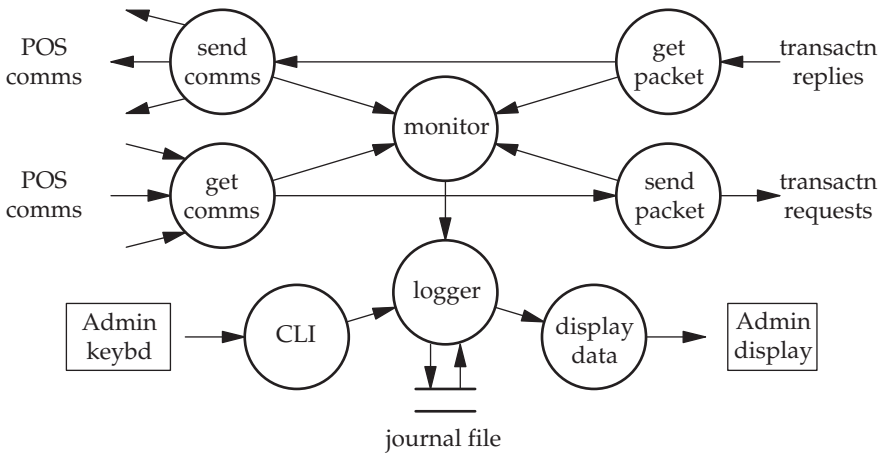 POS
comms
send
comms
get
packet
transactn
replies
monitor
POS
comms
get
comms
send
packet
transactn
requests
logger
Admin
keybd
CLI
display
data
Admin
display
journal file